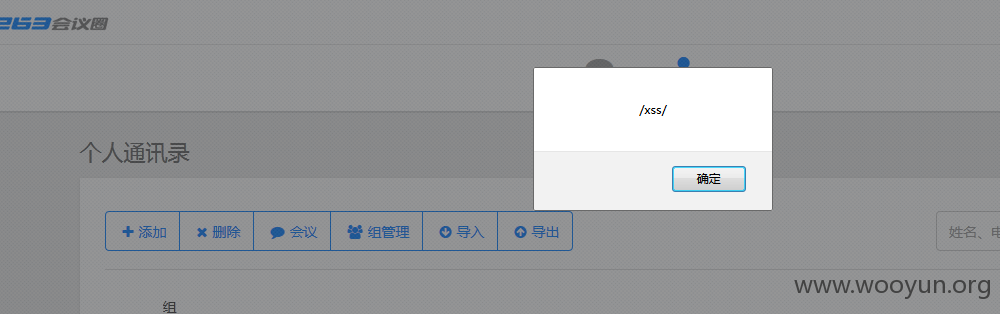 263会议圈
/xss/
确定
个人通讯录
添加 删除 会议 组管理 导入 导出
姓名、电
www.wooyun.org
组